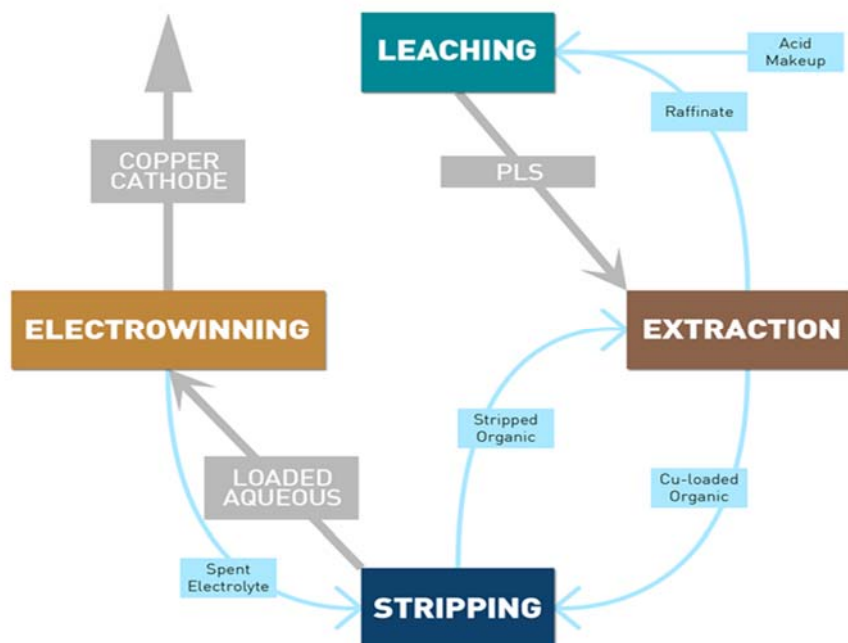 LEACHING
Acid
Makeup
Raffinate
COPPER
CATHODE
PLS
ELECTROWINNING
EXTRACTION
Stripped
Organic
LOADED
AQUEOUS
Cu-loaded
Organic
Spent
Electrolyte
STRIPPING